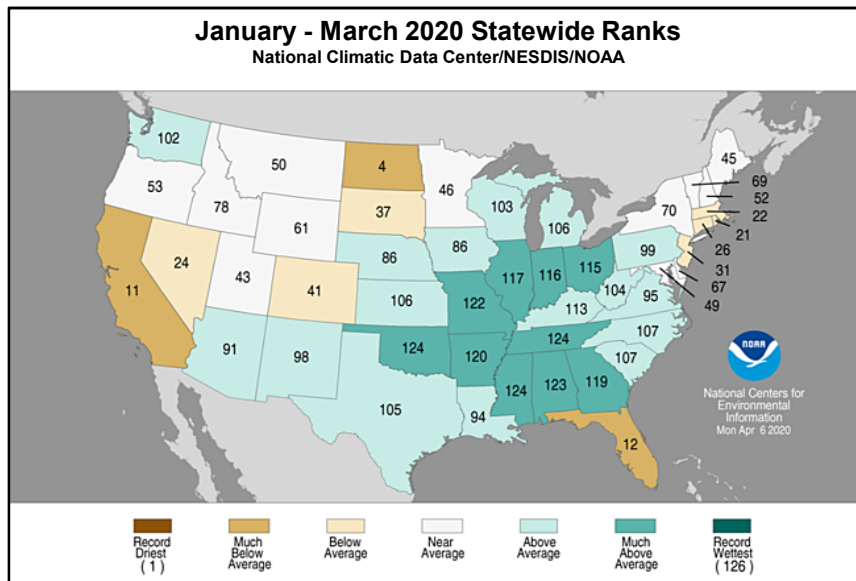 January - March 2020 Statewide Ranks
National Climatic Data Center/NESDIS/NOAA
102
50
4
46
45
53
78
61
37
103
106
70
69
52
22
21
26
31
67
49
11
24
43
41
86
86
106
117
116
115
99
104
95
122
113
107
91
98
124
120
124
107
105
94
124
123
119
12
NOAA
National Centers for
Environmental
Information
Mon Apr 6 2020
Record
Driest
(1)
Much
Below
Average
Below
Average
Near
Average
Above
Average
Much
Above
Average
Record
Wettest
(126)